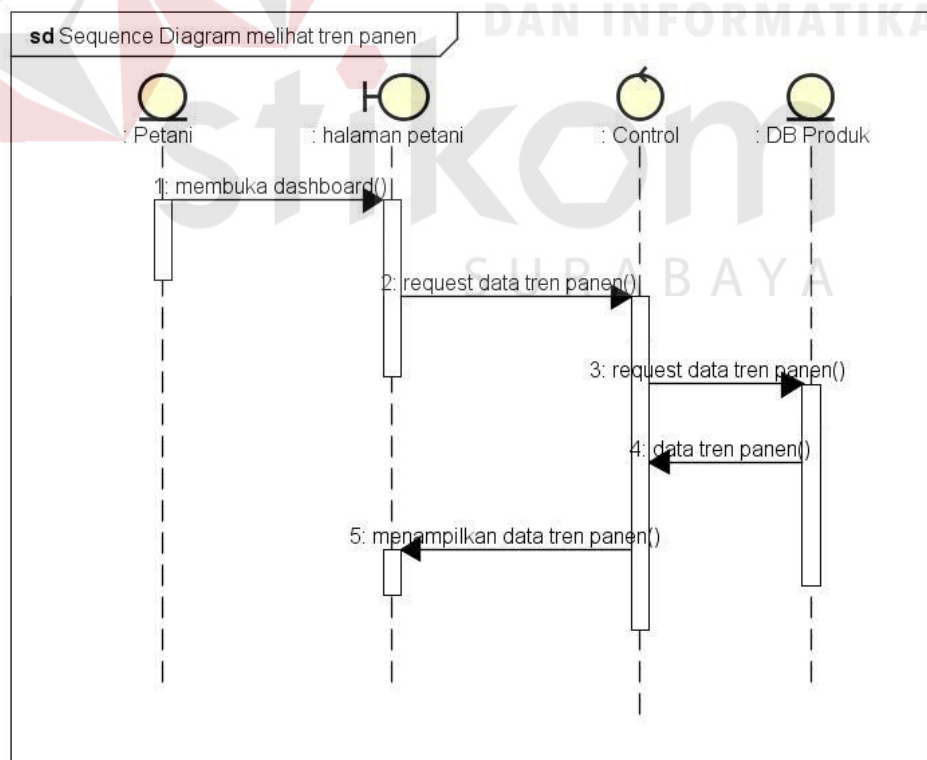 DAN INFORMATIKA
sd Sequence Diagram melihat tren panen
stikom
SURABAYA
: Petani
: halaman petani
: Control
: DB Produk
1: membuka dashboard()
2: request data tren panen()
3: request data tren panen()
4: data tren panen()
5: menampilkan data tren panen()